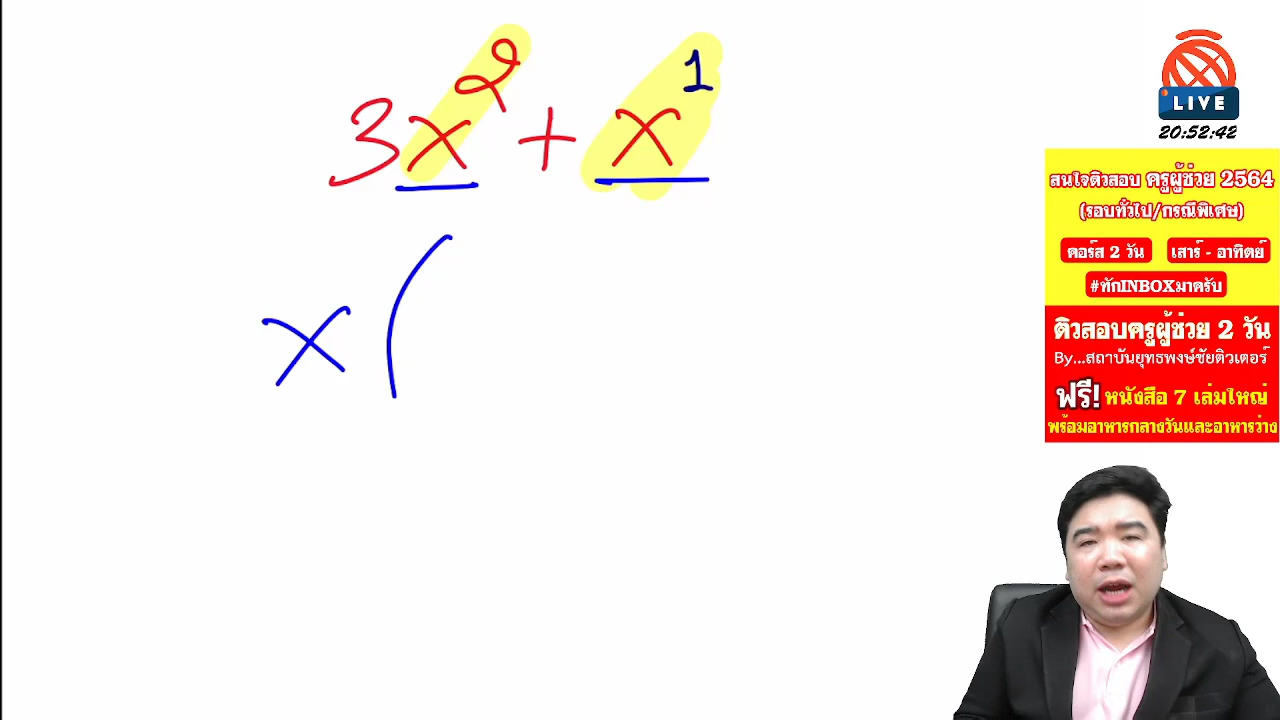 3x² + x¹
x (
LIVE
20:52:42
สนใจติวสอบ ครูผู้ช่วย 2564
(รอบทั่วไป/กรณีพิเศษ)
คอร์ส 2 วัน เสาร์ - อาทิตย์
#ทักINBOXมาครับ
ติวสอบครูผู้ช่วย 2 วัน
By...สถาบันยุทธพงษ์ชัยติวเตอร์
ฟรี! หนังสือ 7 เล่มใหญ่
พร้อมอาหารกลางวันและอาหารว่าง